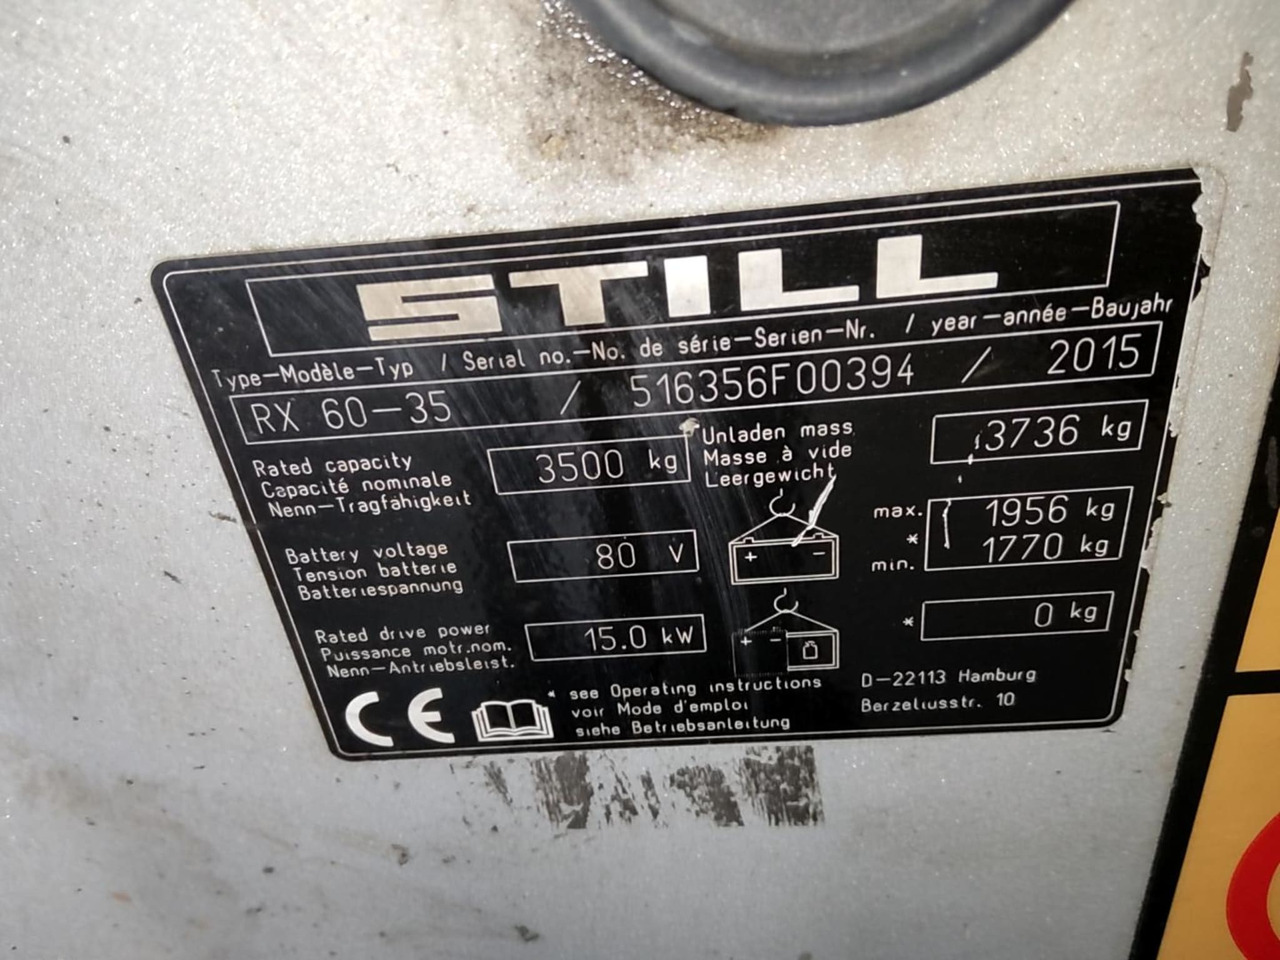 STILL
Type-Modèle-Typ / Serial no.-No. de série-Serien-Nr. / year-année-Baujahr
RX 60-35 / 516356F00394 / 2015
Rated capacity
Capacité nominale
Nenn-Tragfähigkeit
3500 kg
Unladen mass
Masse à vide
Leergewicht
3736 kg
Battery voltage
Tension batterie
Batteriespannung
80 V
+ -
max.
*
min.
1956 kg
1770 kg
Rated drive power
Puissance motr.nom.
Nenn-Antriebsleist.
15.0 kW
+ -
*
0 kg
CE
* see Operating instructions
voir Mode d'emploi
siehe Betriebsanleitung
D-22113 Hamburg
Berzeliusstr. 10